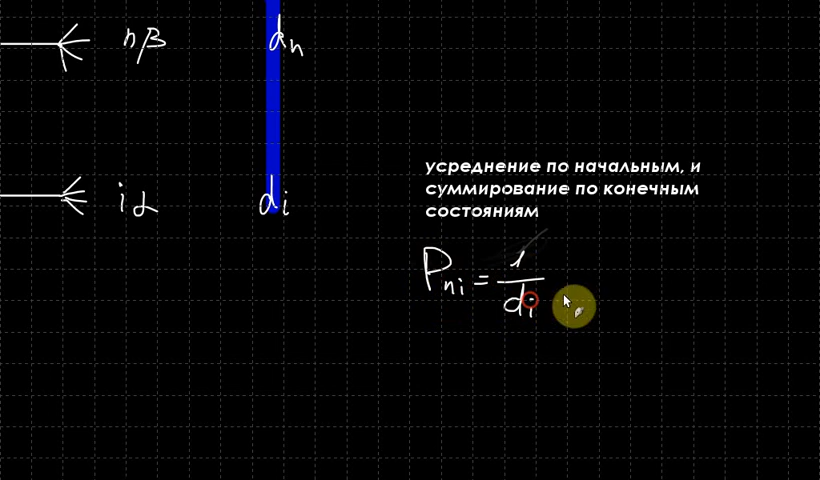 nβ
dn
усреднение по начальным, и
суммирование по конечным
состояниям
iα
di
Pni = 1/di